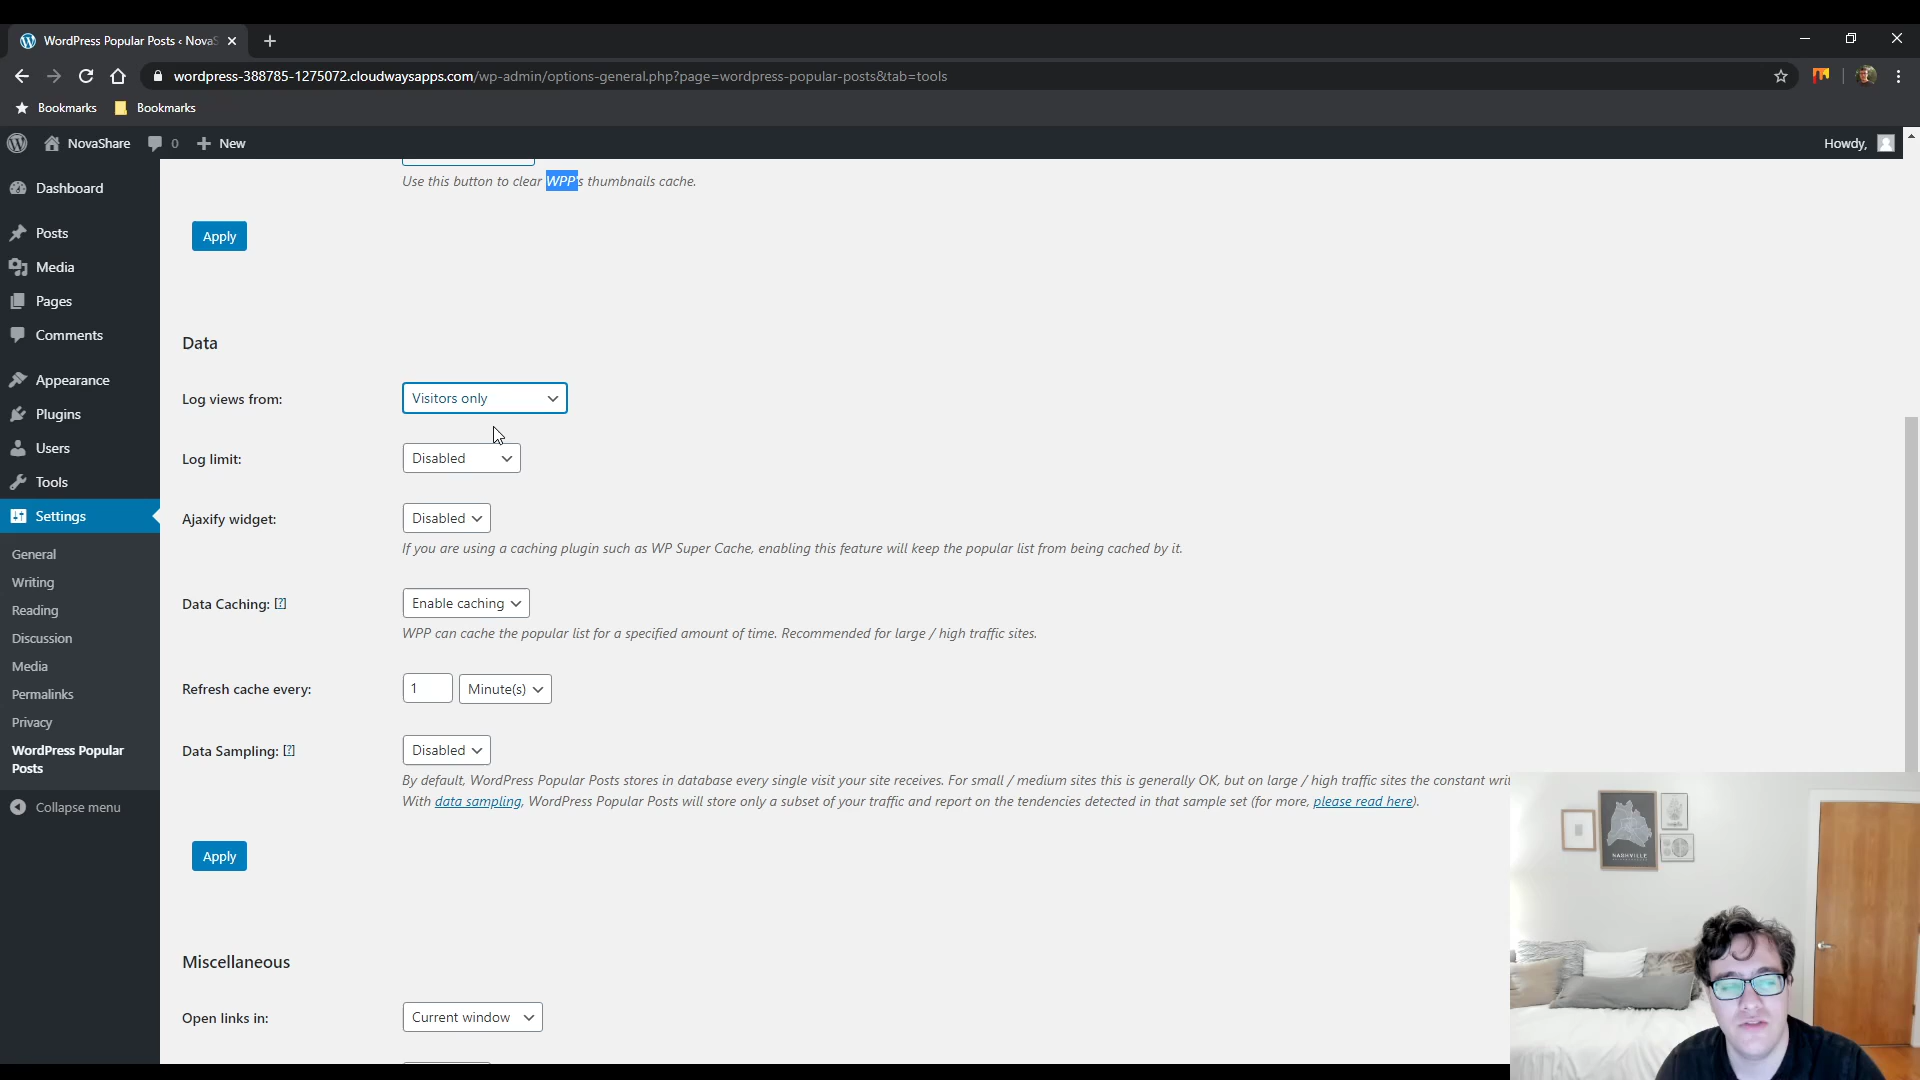 WordPress Popular Posts ‹ NovaS
wordpress-388785-1275072.cloudwaysapps.com/wp-admin/options-general.php?page=wordpress-popular-posts&tab=tools
Bookmarks
Bookmarks
NovaShare
0
New
Howdy,
Dashboard
Posts
Media
Pages
Comments
Appearance
Plugins
Users
Tools
Settings
General
Writing
Reading
Discussion
Media
Permalinks
Privacy
WordPress Popular
Posts
Collapse menu
Use this button to clear WPP's thumbnails cache.
Apply
Data
Log views from:
Visitors only
Log limit:
Disabled
Ajaxify widget:
Disabled
If you are using a caching plugin such as WP Super Cache, enabling this feature will keep the popular list from being cached by it.
Data Caching: [?]
Enable caching
WPP can cache the popular list for a specified amount of time. Recommended for large / high traffic sites.
Refresh cache every:
1
Minute(s)
Data Sampling: [?]
Disabled
By default, WordPress Popular Posts stores in database every single visit your site receives. For small / medium sites this is generally OK, but on large / high traffic sites the constant writ
With data sampling, WordPress Popular Posts will store only a subset of your traffic and report on the tendencies detected in that sample set (for more, please read here).
Apply
Miscellaneous
Open links in:
Current window
NASHVILLE